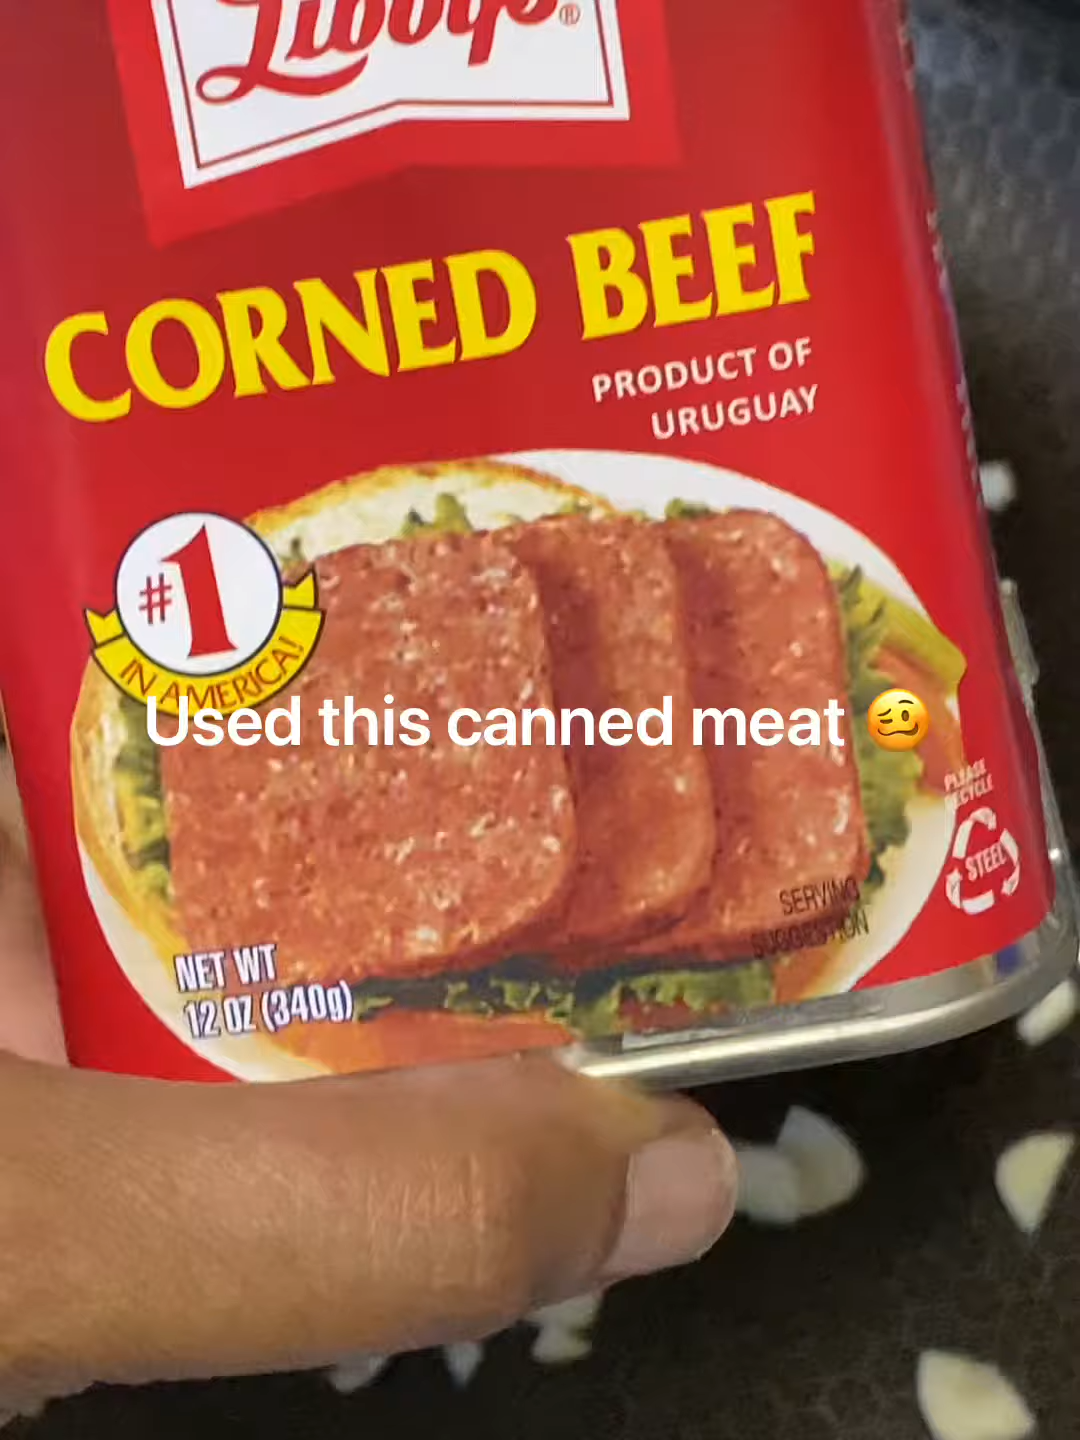 Libby's®
CORNED BEEF
PRODUCT OF
URUGUAY
#1
IN AMERICA!
Used this canned meat 🥴
PLEASE
RECYCLE
STEEL
SERVING
SUGGESTION
NET WT
12 OZ (340g)